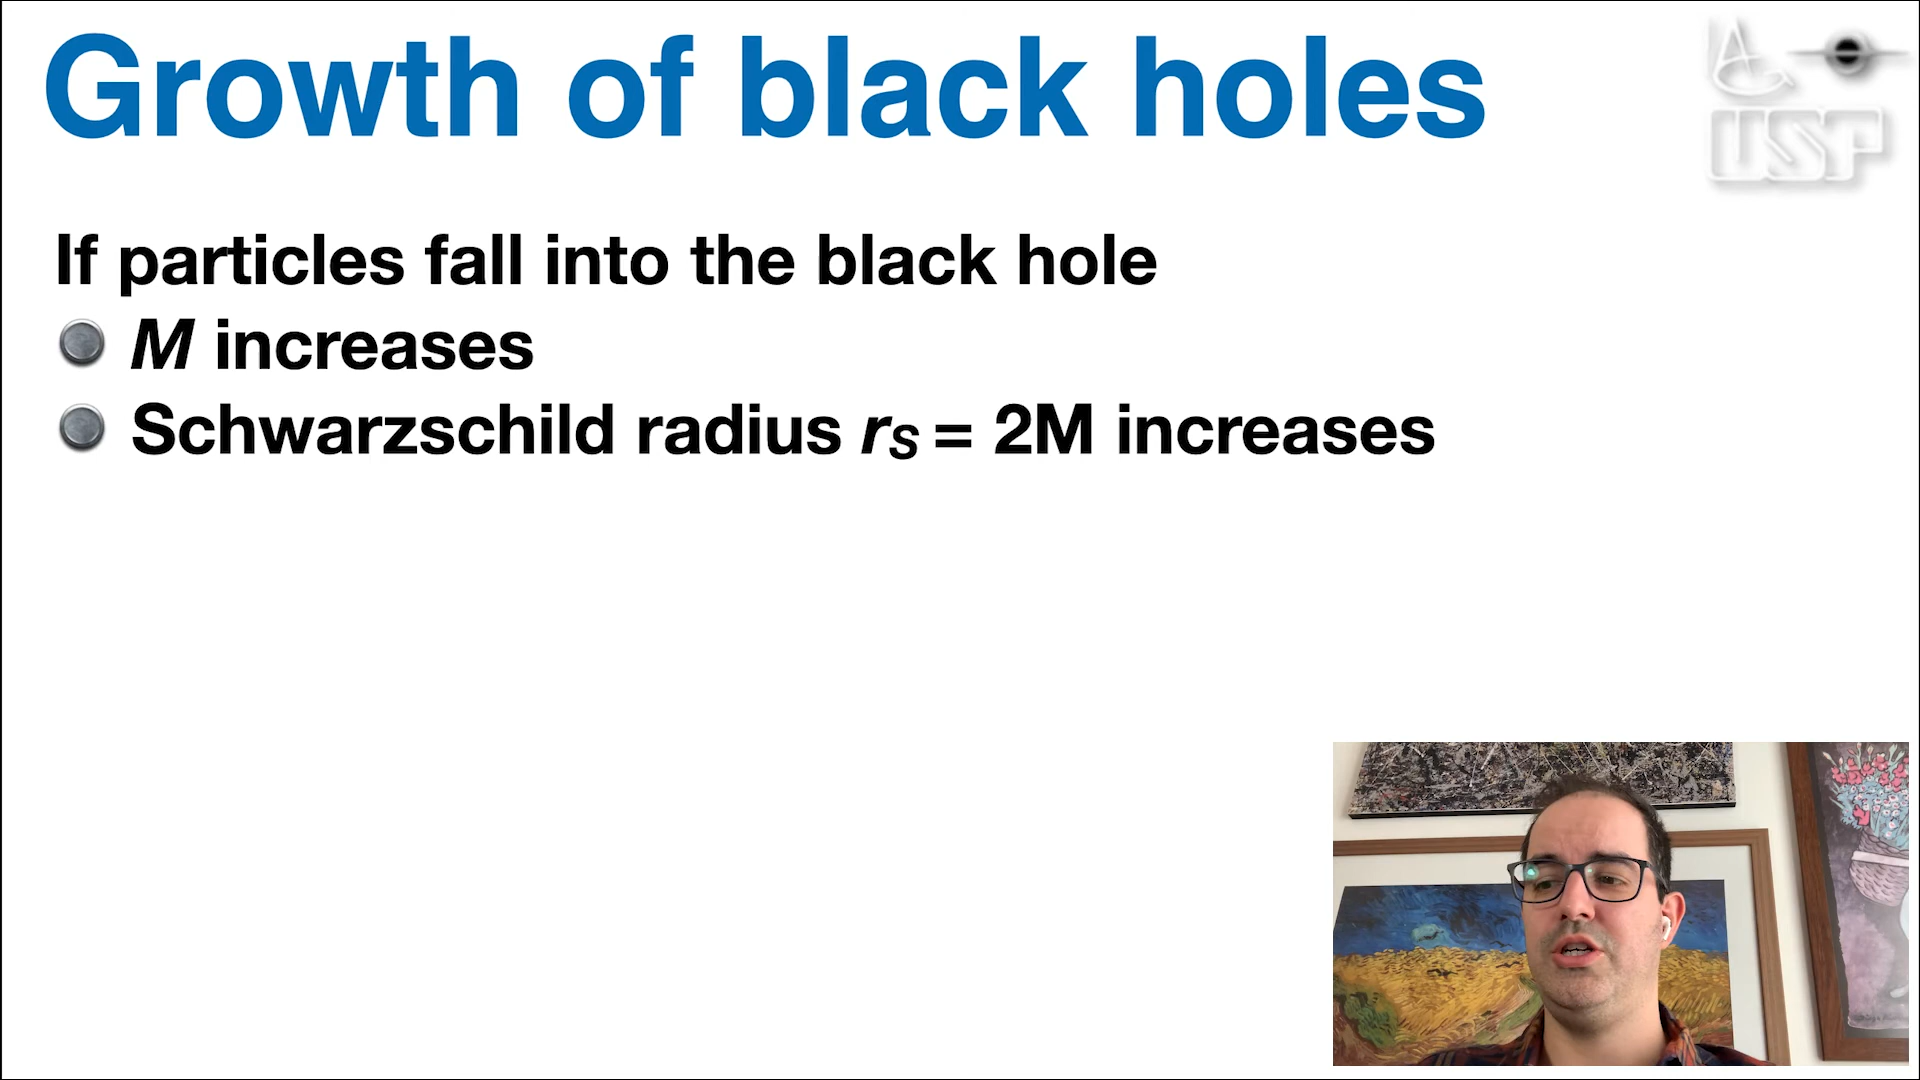 Growth of black holes
If particles fall into the black hole
M increases
Schwarzschild radius rS = 2M increases
USP